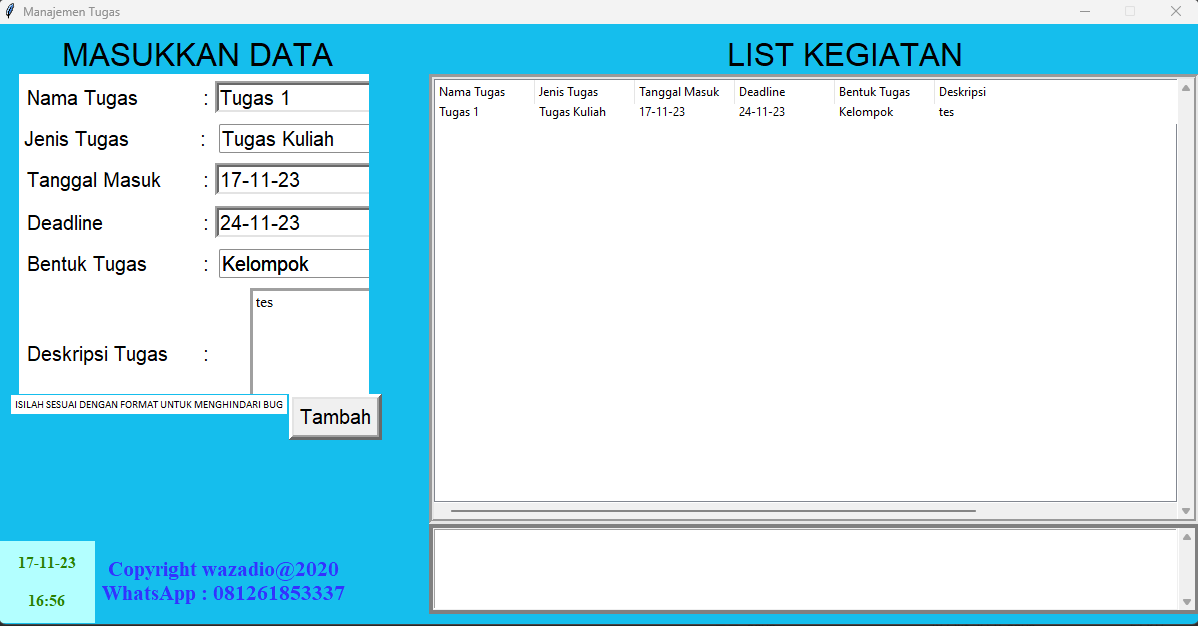 Manajemen Tugas
MASUKKAN DATA
Nama Tugas : Tugas 1
Jenis Tugas : Tugas Kuliah
Tanggal Masuk : 17-11-23
Deadline : 24-11-23
Bentuk Tugas : Kelompok
tes
Deskripsi Tugas :
ISILAH SESUAI DENGAN FORMAT UNTUK MENGHINDARI BUG
Tambah
LIST KEGIATAN
Nama Tugas Jenis Tugas Tanggal Masuk Deadline Bentuk Tugas Deskripsi
Tugas 1 Tugas Kuliah 17-11-23 24-11-23 Kelompok tes
17-11-23
16:56
Copyright wazadio@2020
WhatsApp : 081261853337